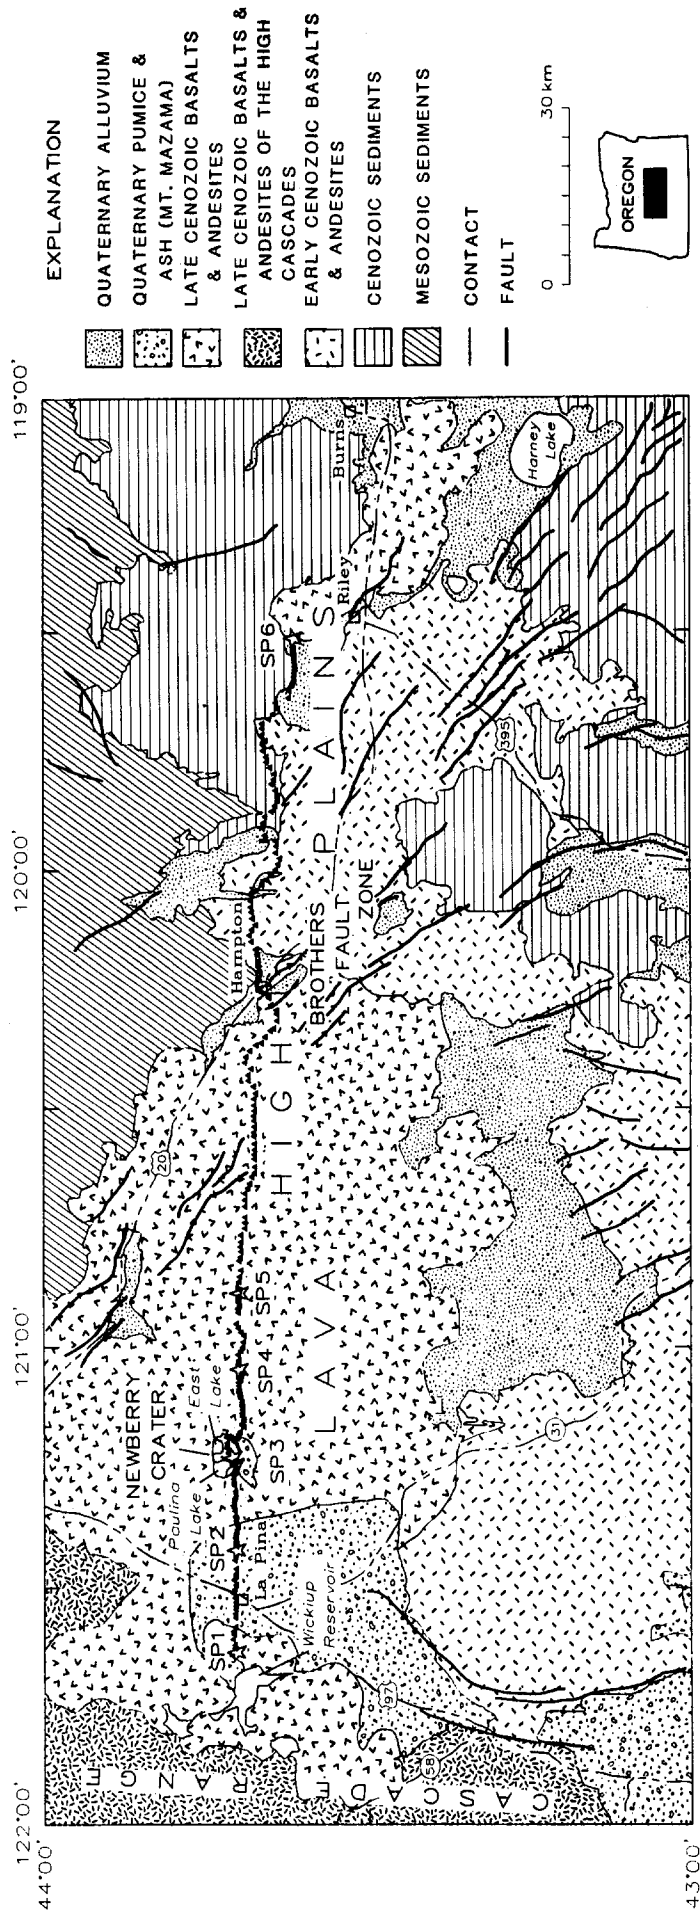 122°00'
121°00'
120°00'
119°00'
44°00'
43°00'
CASCADE RANGE
NEWBERRY
CRATER
Paulina
Lake
East
Lake
SP1
SP2
SP3
SP4
SP5
SP6
La Pina
Wickiup
Reservoir
HIGH
LAVA PLAINS
BROTHERS
FAULT
ZONE
Hampton
Riley
Burns
Harney
Lake
20
97
58
31
395
EXPLANATION
QUATERNARY ALLUVIUM
QUATERNARY PUMICE &
ASH (MT. MAZAMA)
LATE CENOZOIC BASALTS
& ANDESITES
LATE CENOZOIC BASALTS &
ANDESITES OF THE HIGH
CASCADES
EARLY CENOZOIC BASALTS
& ANDESITES
CENOZOIC SEDIMENTS
MESOZOIC SEDIMENTS
CONTACT
FAULT
0
30 km
OREGON